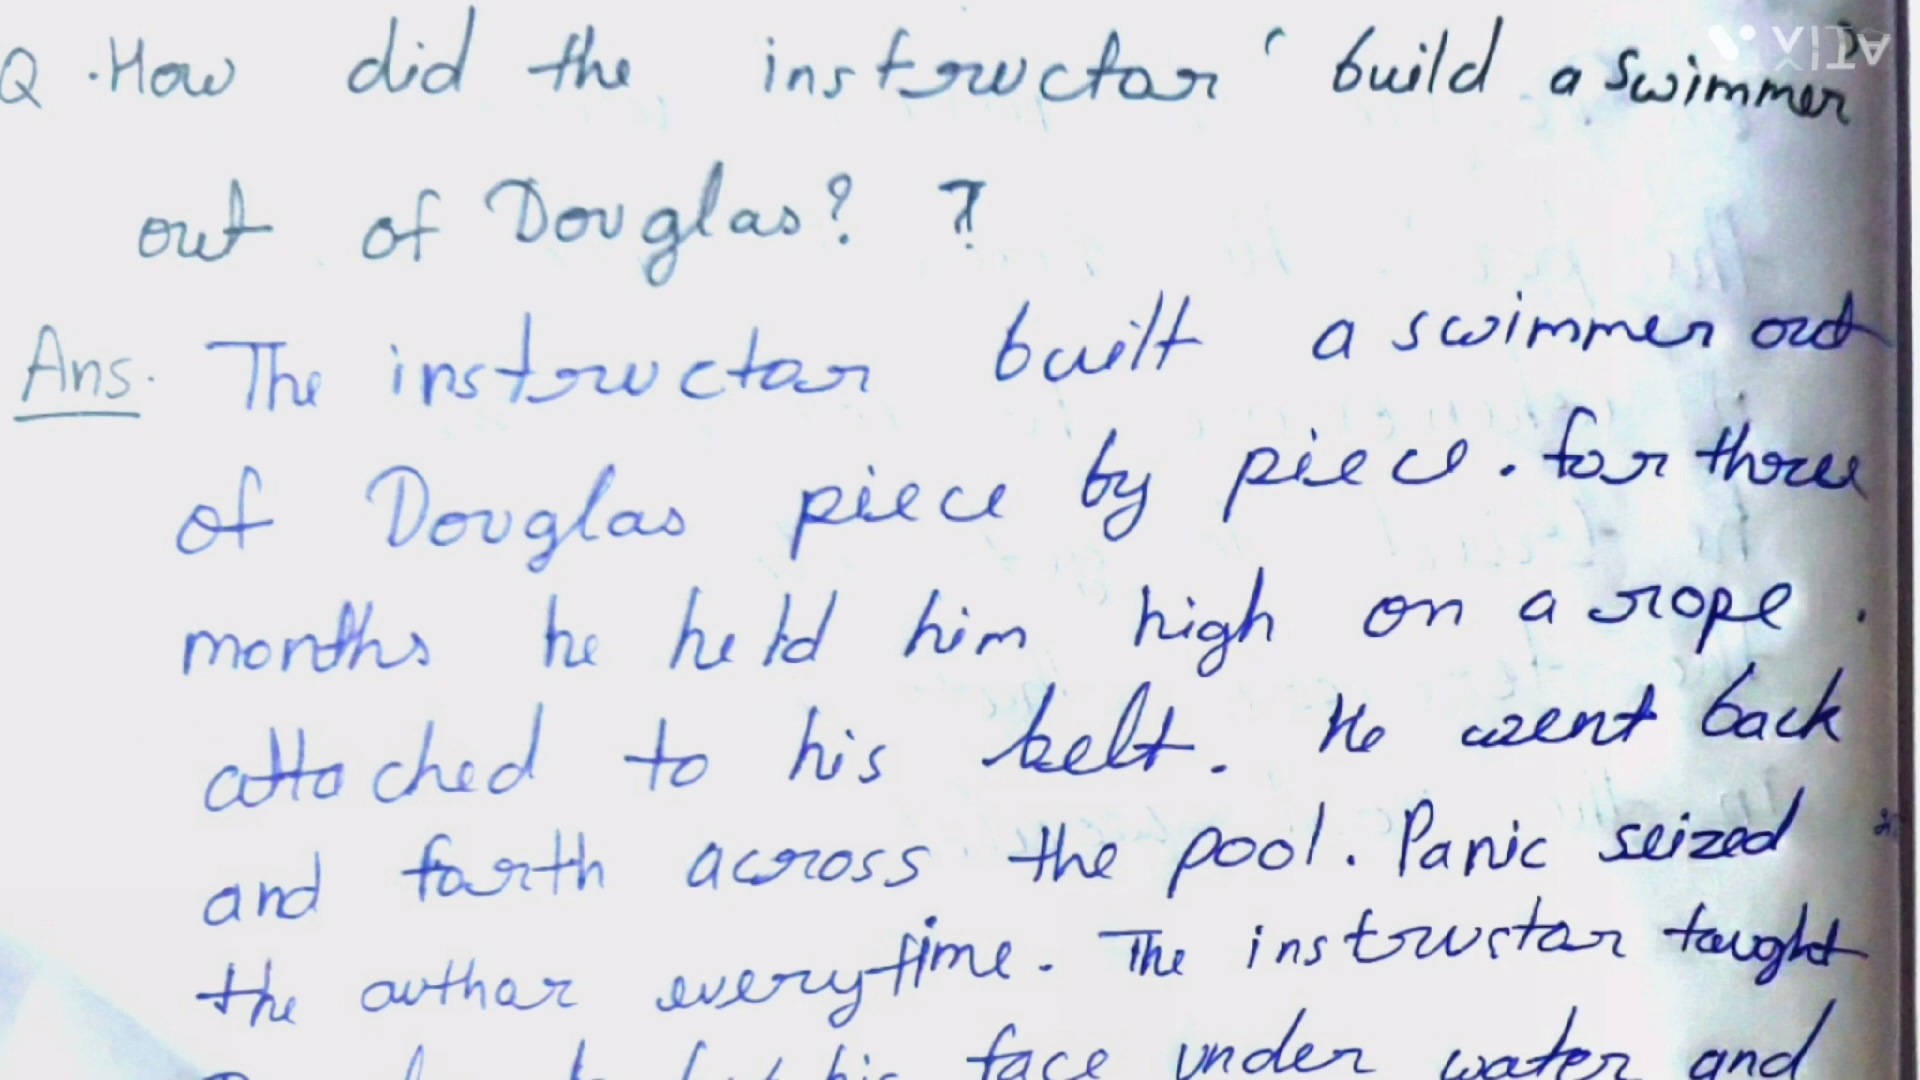 Q. How did the instructor 'build a swimmer'
out of Douglas? ?
Ans. The instructor built a swimmer out
of Douglas piece by piece. for three
months he held him high on a rope.
attached to his belt. He went back
and forth across the pool. Panic seized
the author everytime. The instructor taught
his face under water and
VITA